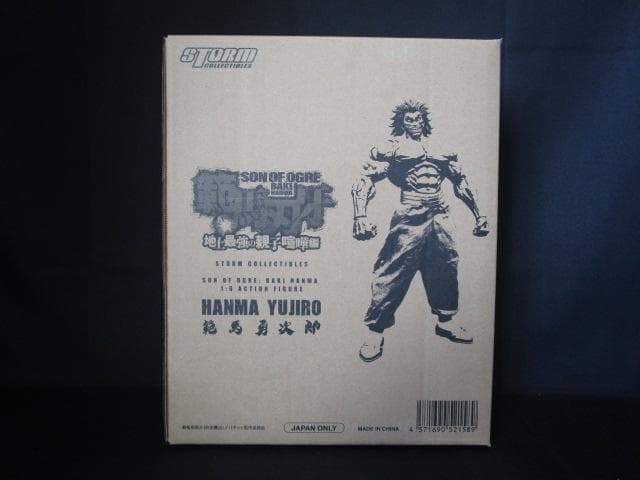 STORM
COLLECTIBLES
SON OF OGRE
BAKI
HANMA
範馬刃牙
地上最強の親子喧嘩編
STORM COLLECTIBLES
SON OF OGRE: BAKI HANMA
1:6 ACTION FIGURE
HANMA YUJIRO
範馬勇次郎
JAPAN ONLY
MADE IN CHINA
4 571690 521589